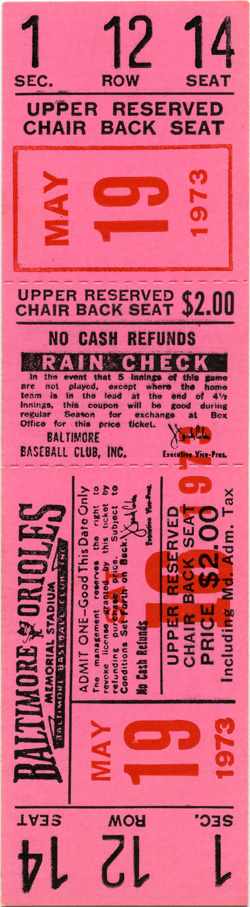 1 12 14
SEC. ROW SEAT
UPPER RESERVED
CHAIR BACK SEAT
MAY
19
1973
UPPER RESERVED
CHAIR BACK SEAT $2.00
NO CASH REFUNDS
RAIN CHECK
In the event that 5 innings of this game
are not played, except where the home
team is in the lead at the end of 4½
innings, this coupon will be good during
regular Season for exchange at Box
Office for this price ticket.
BALTIMORE
BASEBALL CLUB, INC.
Executive Vice-Pres.
BALTIMORE ORIOLES
MEMORIAL STADIUM
BALTIMORE BASEBALL CLUB, INC.
ADMIT ONE—Good This Date Only
The management reserves the right to
revoke license granted by this ticket by
refunding purchase price. Subject to
Conditions Set Forth on Back
No Cash Refunds
Executive Vice-Pres.
UPPER RESERVED
CHAIR BACK SEAT
PRICE $2.00
Including Md. Adm. Tax
19
1973
MAY
19
1973
SEAT ROW SEC.
14 12 1